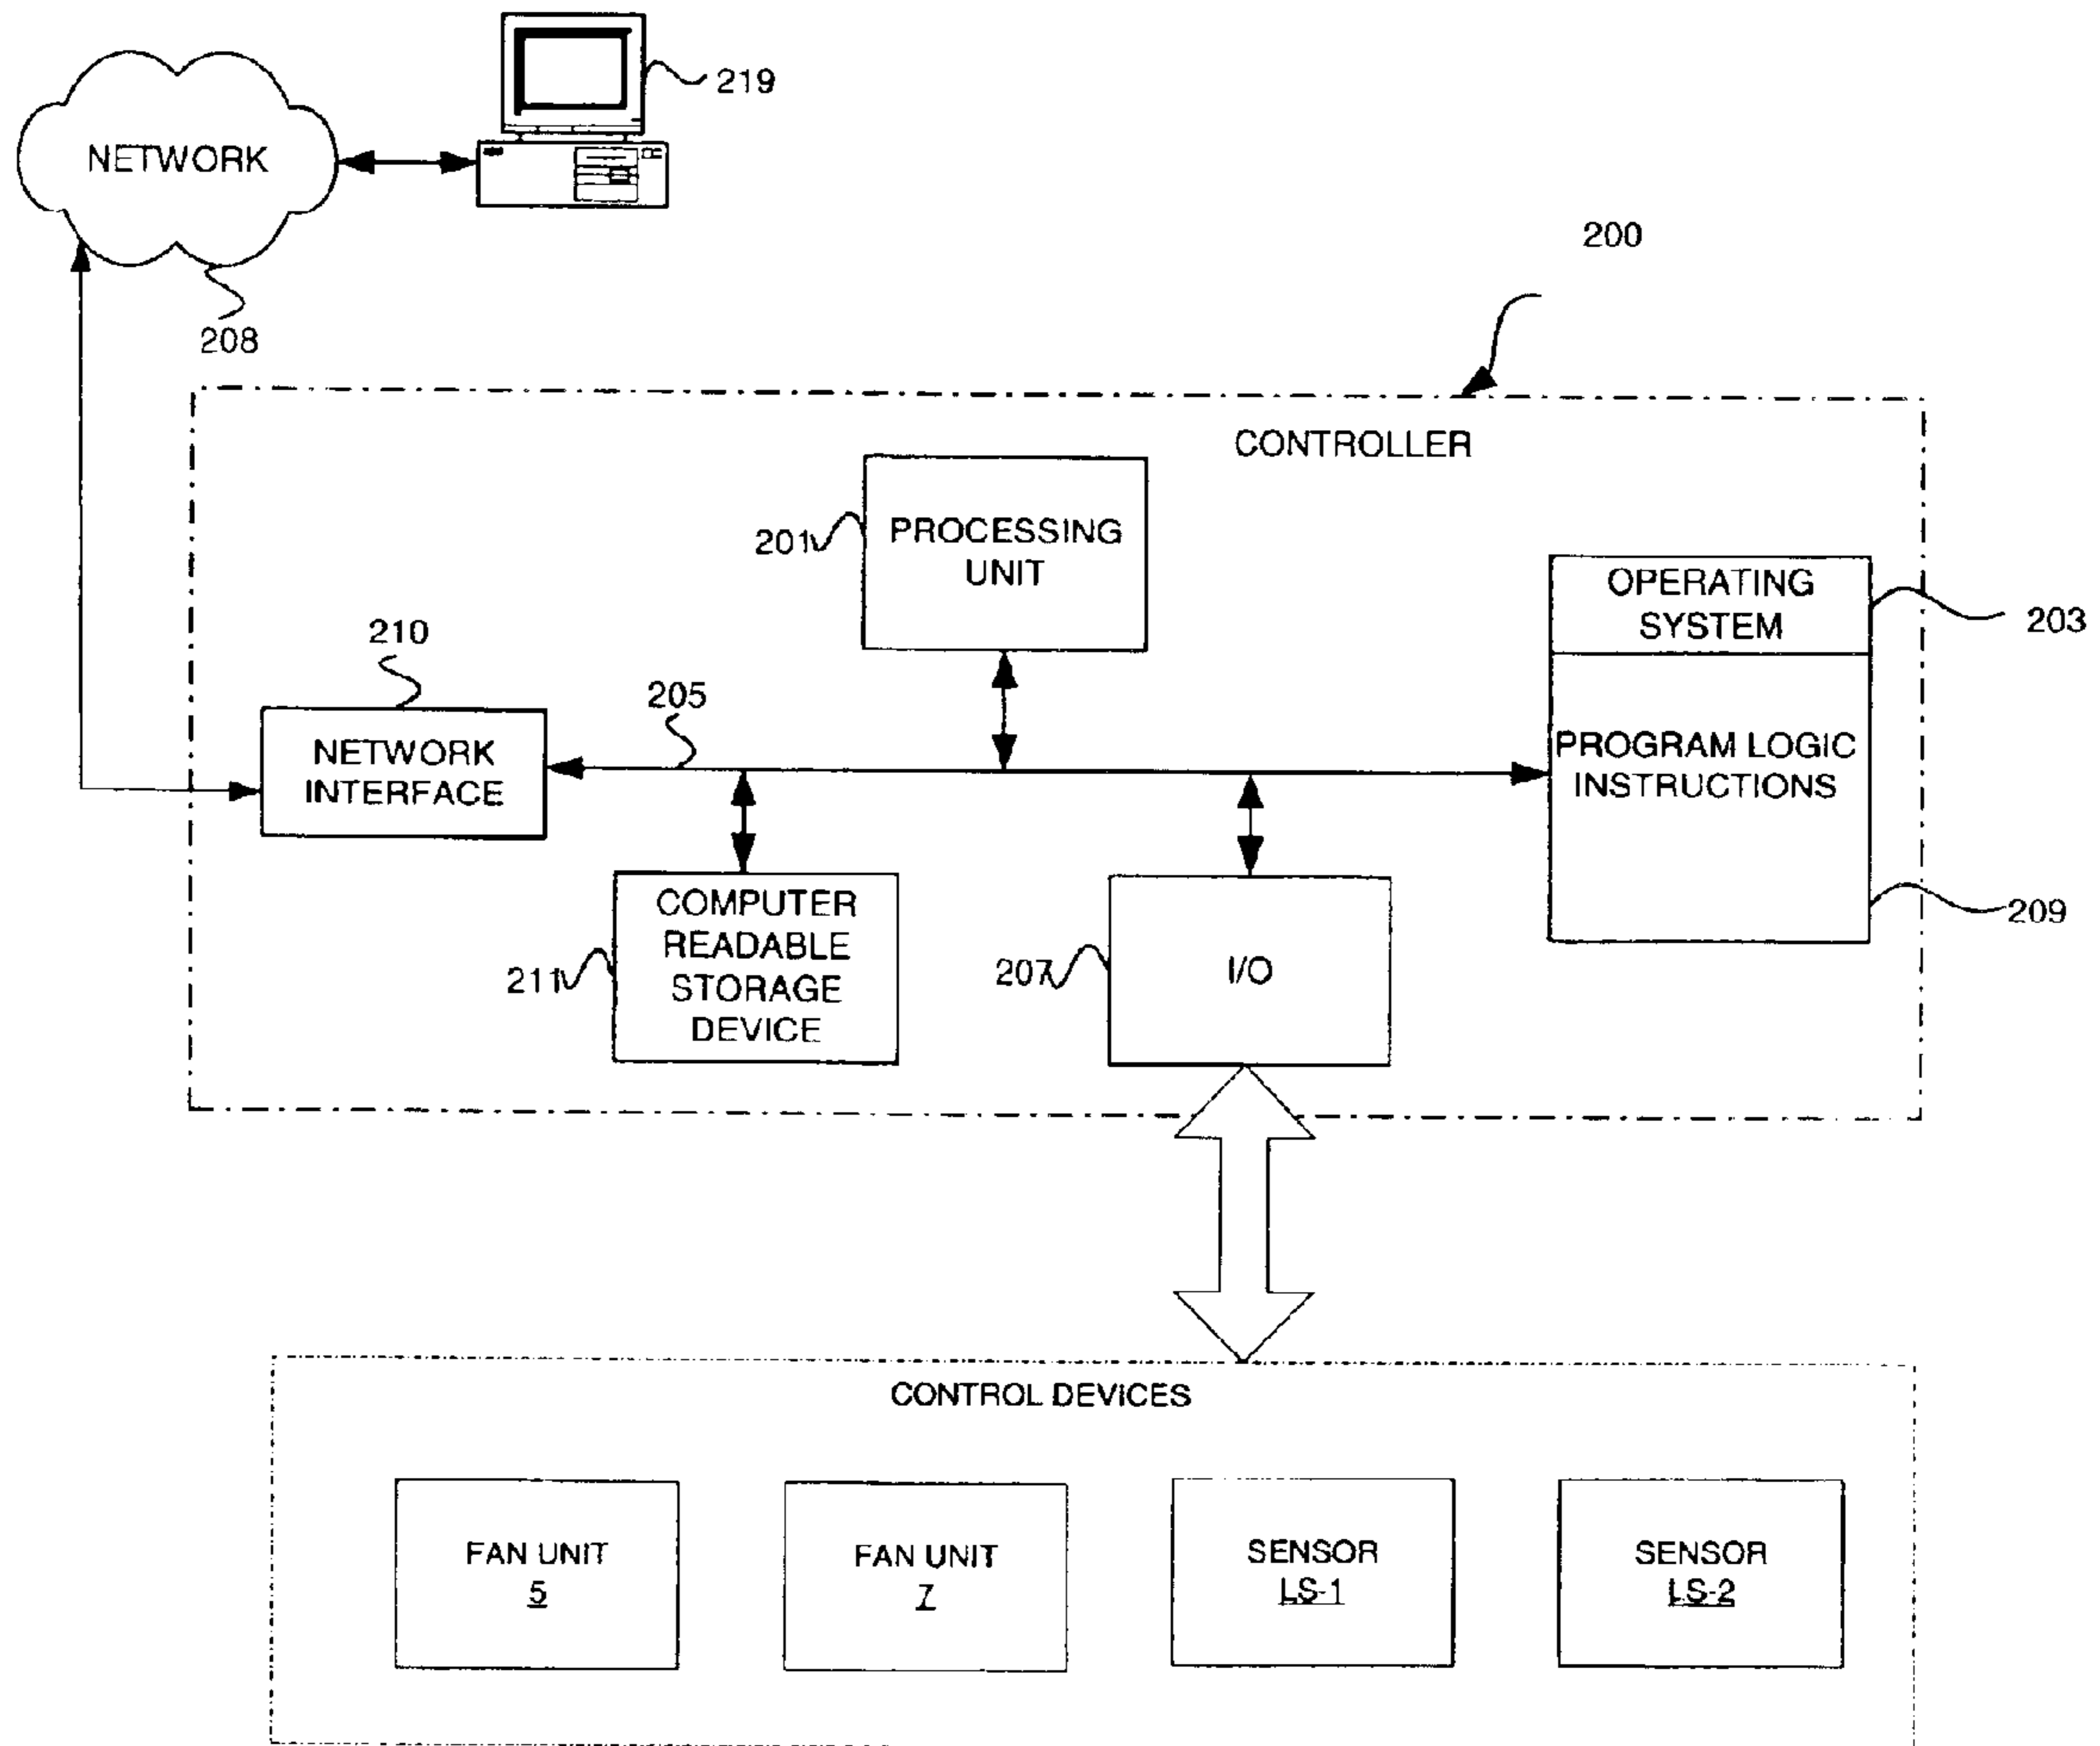 219
NETWORK
200
208
CONTROLLER
201
PROCESSING
UNIT
OPERATING
SYSTEM
203
210
205
NETWORK
INTERFACE
PROGRAM LOGIC
INSTRUCTIONS
COMPUTER
READABLE
STORAGE
DEVICE
211
207
I/O
209
CONTROL DEVICES
FAN UNIT
5
FAN UNIT
7
SENSOR
LS-1
SENSOR
LS-2